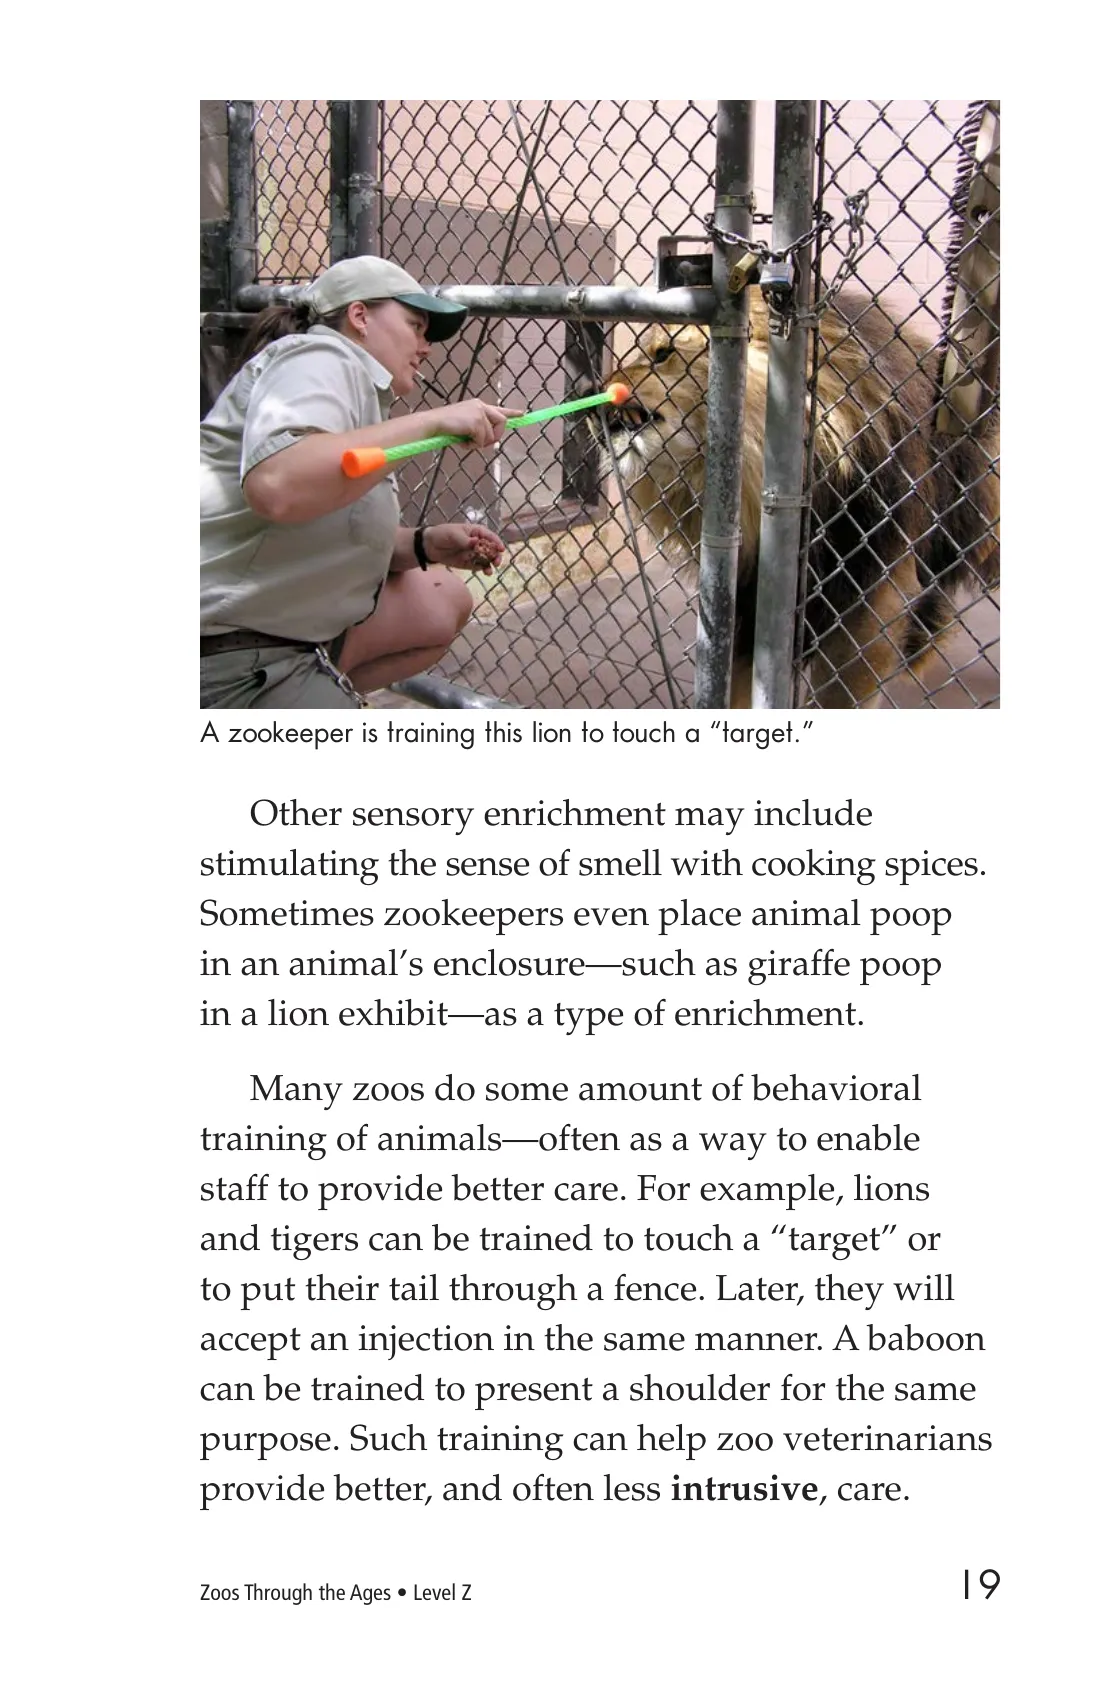 A zookeeper is training this lion to touch a “target.”
Other sensory enrichment may include
stimulating the sense of smell with cooking spices.
Sometimes zookeepers even place animal poop
in an animal’s enclosure—such as giraffe poop
in a lion exhibit—as a type of enrichment.
Many zoos do some amount of behavioral
training of animals—often as a way to enable
staff to provide better care. For example, lions
and tigers can be trained to touch a “target” or
to put their tail through a fence. Later, they will
accept an injection in the same manner. A baboon
can be trained to present a shoulder for the same
purpose. Such training can help zoo veterinarians
provide better, and often less intrusive, care.
Zoos Through the Ages • Level Z
19